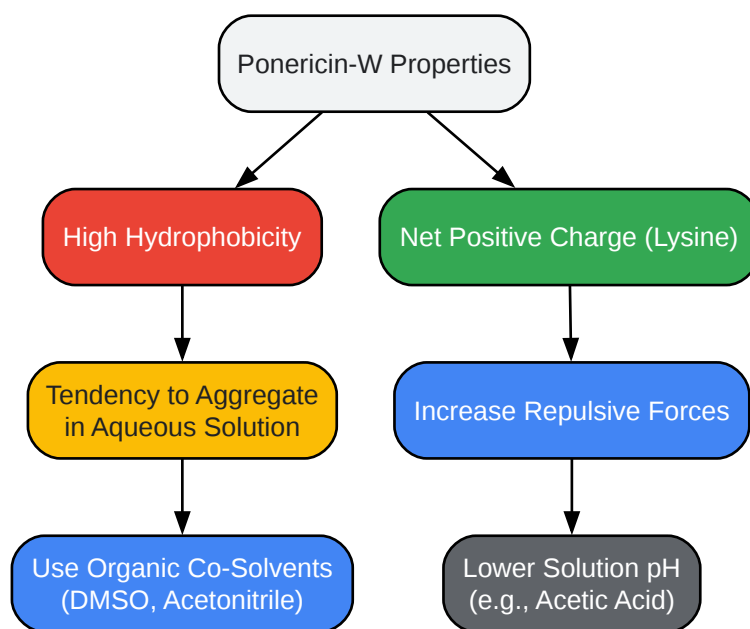 Ponericin-W Properties
High Hydrophobicity
Net Positive Charge (Lysine)
Tendency to Aggregate
in Aqueous Solution
Increase Repulsive Forces
Use Organic Co-Solvents
(DMSO, Acetonitrile)
Lower Solution pH
(e.g., Acetic Acid)